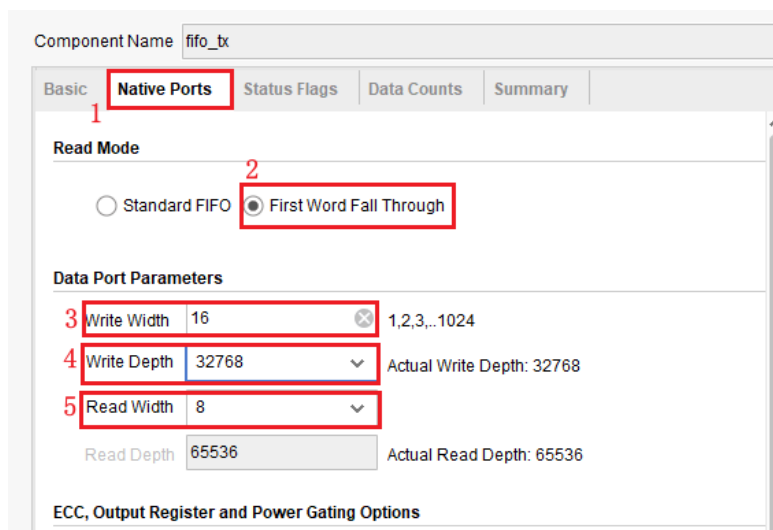 Component Name fifo_tx
Basic Native Ports Status Flags Data Counts Summary
1
Read Mode
2
Standard FIFO First Word Fall Through
Data Port Parameters
3 Write Width 16 1,2,3,..1024
4 Write Depth 32768 Actual Write Depth: 32768
5 Read Width 8
Read Depth 65536 Actual Read Depth: 65536
ECC, Output Register and Power Gating Options